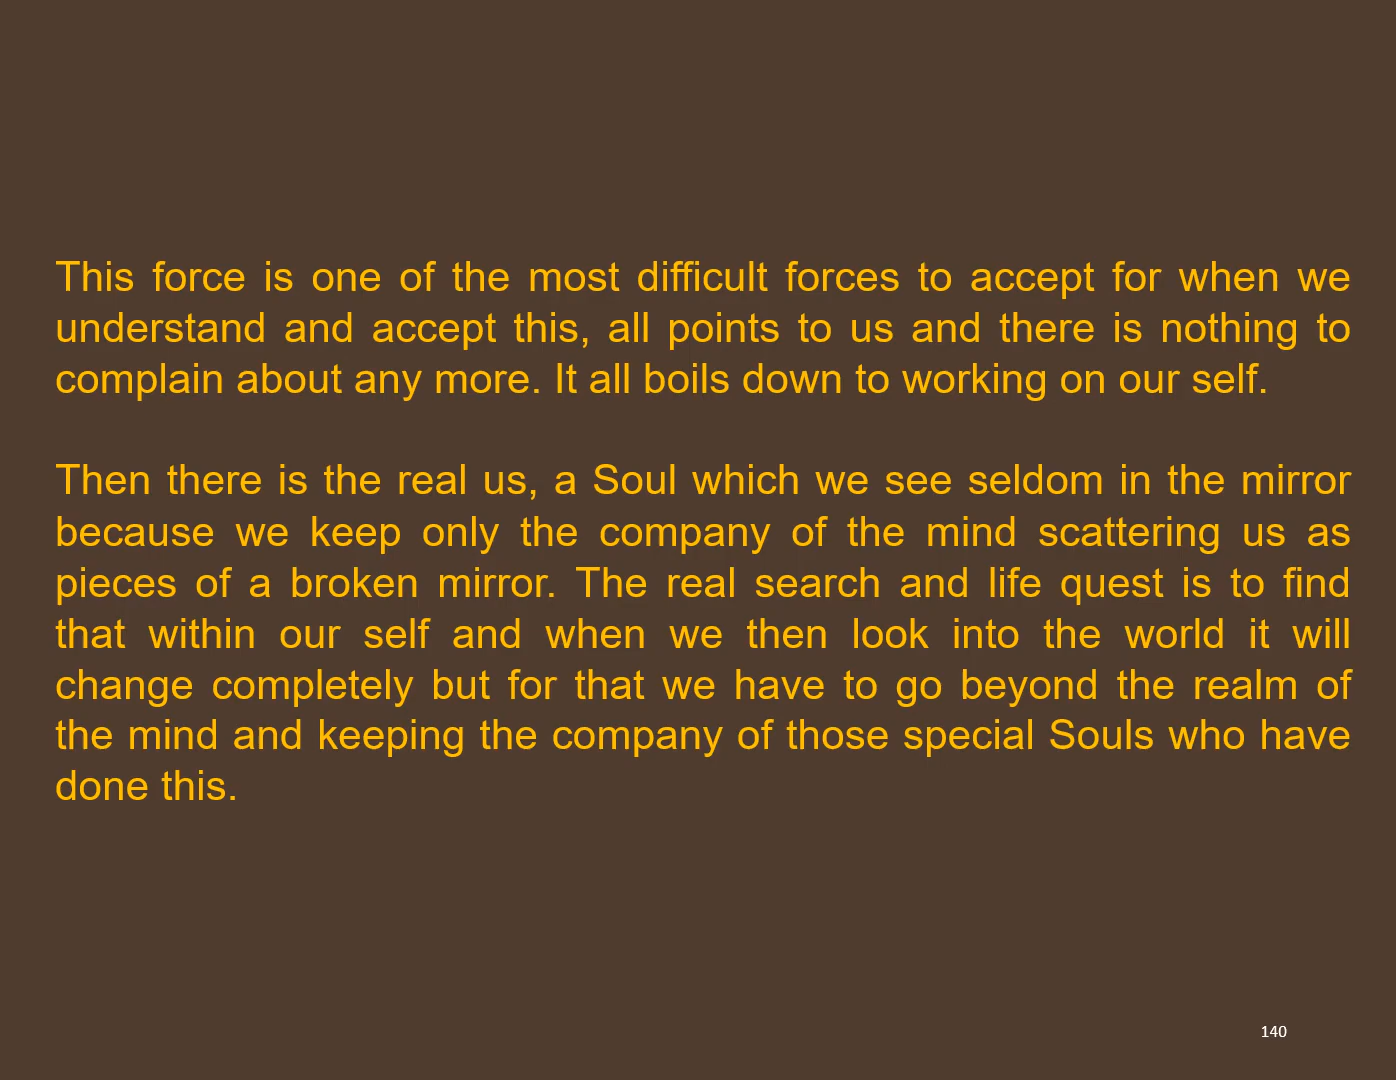 This force is one of the most difficult forces to accept for when we
understand and accept this, all points to us and there is nothing to
complain about any more. It all boils down to working on our self.
Then there is the real us, a Soul which we see seldom in the mirror
because we keep only the company of the mind scattering us as
pieces of a broken mirror. The real search and life quest is to find
that within our self and when we then look into the world it will
change completely but for that we have to go beyond the realm of
the mind and keeping the company of those special Souls who have
done this.
140